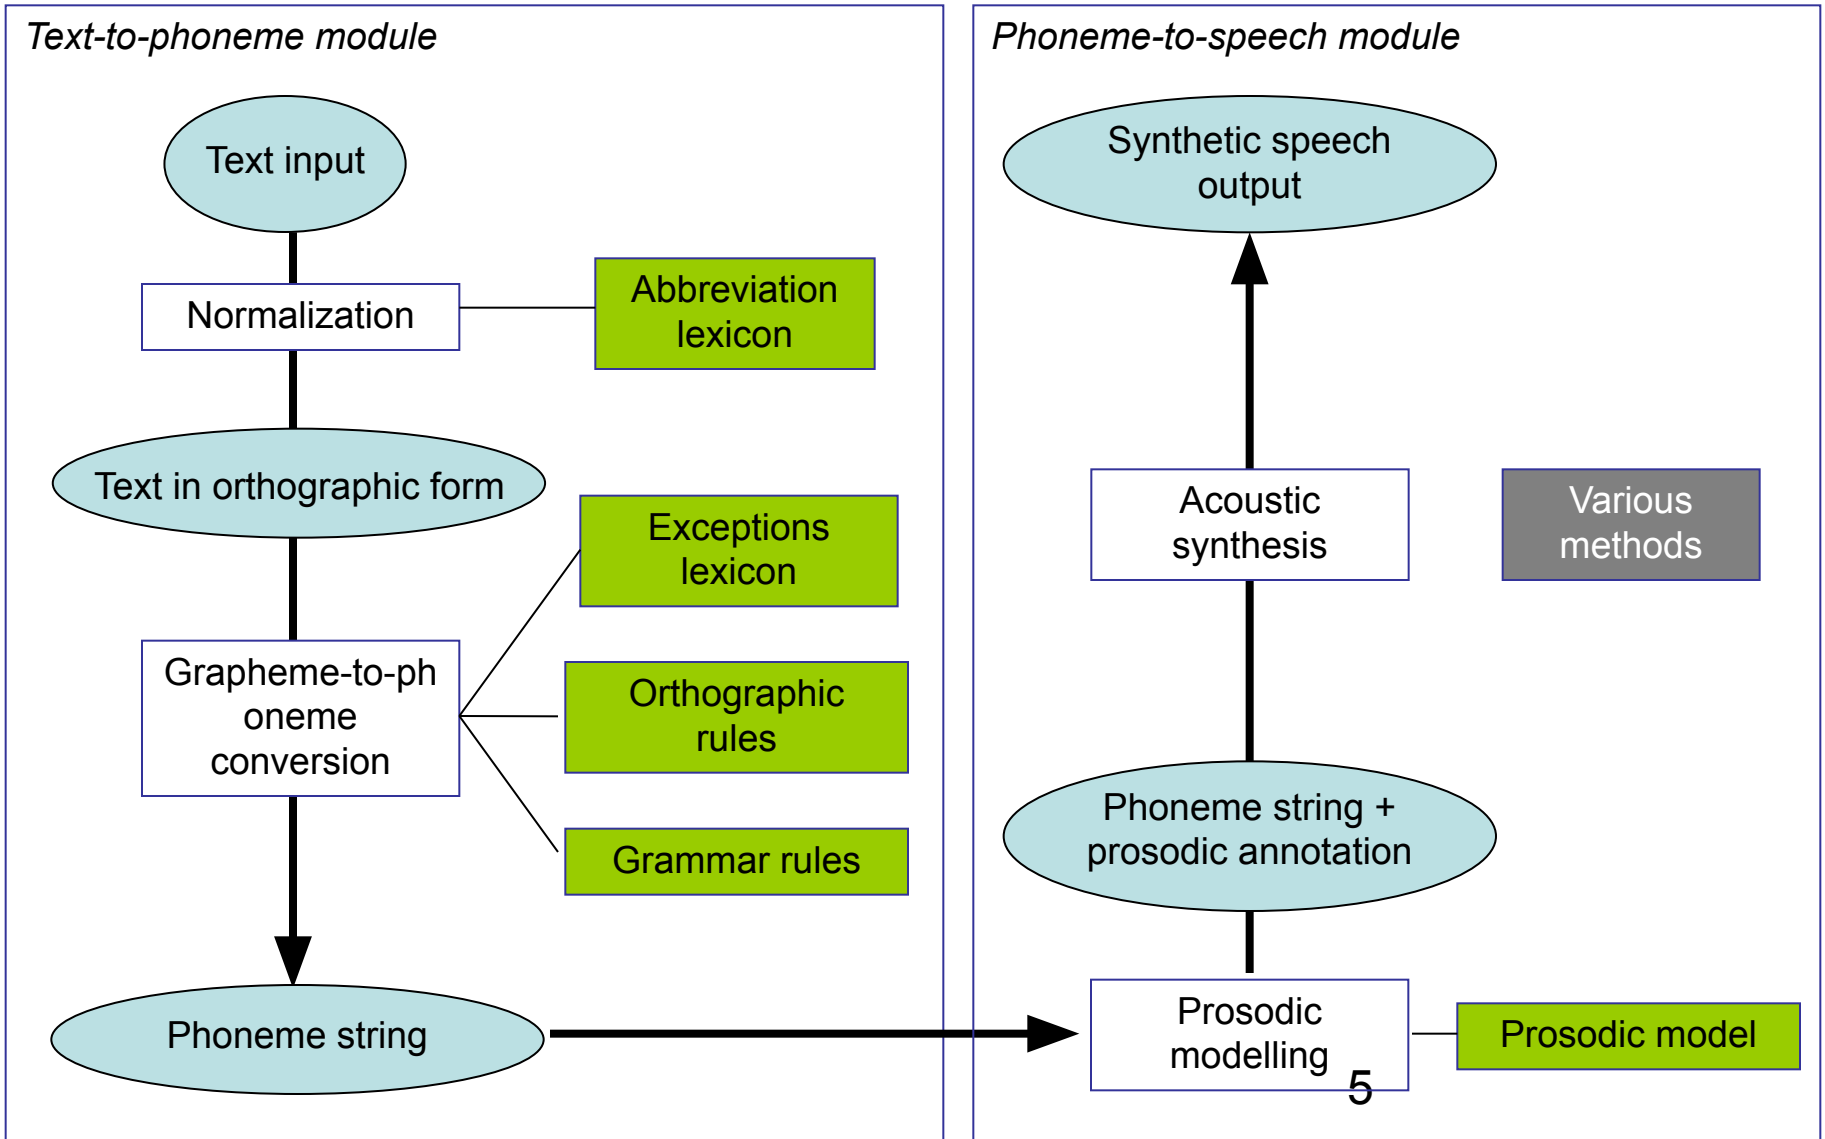 Text-to-phoneme module
Text input
Normalization
Abbreviation
lexicon
Text in orthographic form
Exceptions
lexicon
Grapheme-to-ph
oneme
conversion
Orthographic
rules
Grammar rules
Phoneme string
Phoneme-to-speech module
Synthetic speech
output
Acoustic
synthesis
Various
methods
Phoneme string +
prosodic annotation
Prosodic
modelling
Prosodic model
5